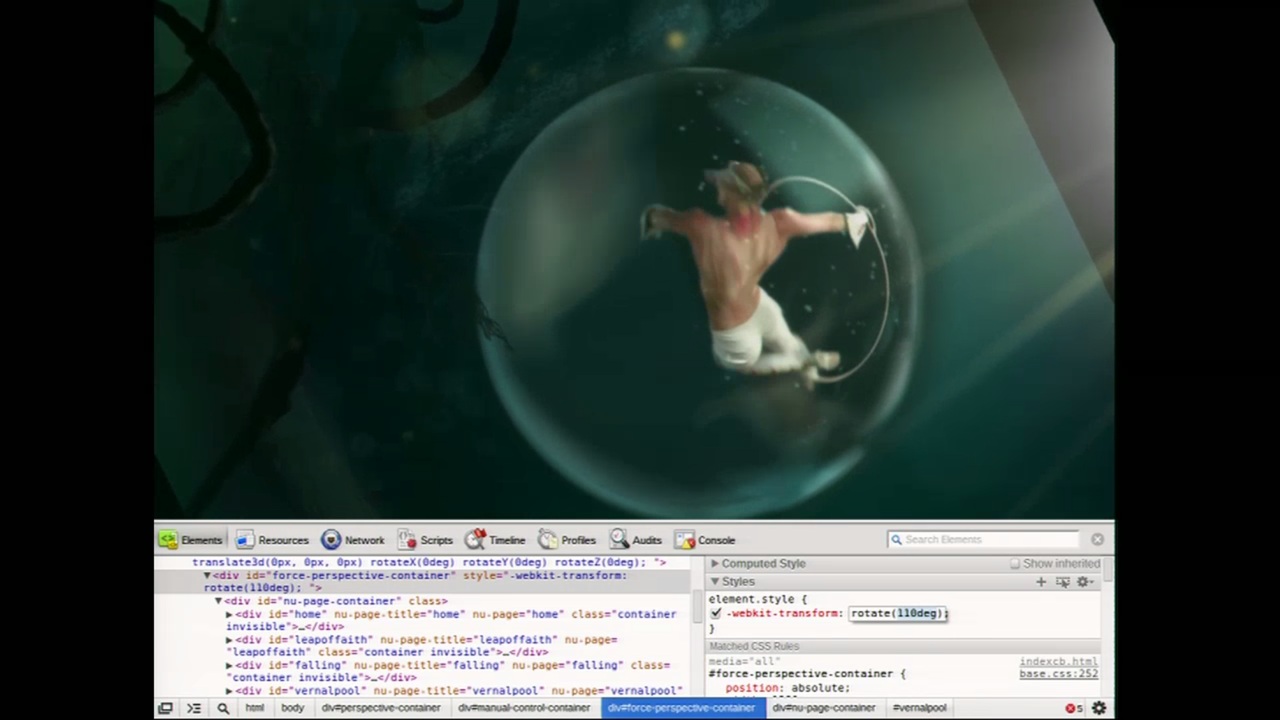 Elements Resources Network Scripts Timeline Profiles Audits Console Search Elements
translate3d(0px, 0px, 0px) rotateX(0deg) rotateY(0deg) rotateZ(0deg); ">
▼<div id="force-perspective-container" style="-webkit-transform:
rotate(110deg); ">
▼<div id="nu-page-container" class>
▶<div id="home" nu-page-title="home" nu-page="home" class="container
invisible">…</div>
▶<div id="leapoffaith" nu-page-title="leapoffaith" nu-page=
"leapoffaith" class="container invisible">…</div>
▶<div id="falling" nu-page-title="falling" nu-page="falling" class=
"container invisible">…</div>
▶<div id="vernalpool" nu-page-title="vernalpool" nu-page="vernalpool"
▶ Computed Style Show inherited
▼ Styles
element.style {
-webkit-transform: rotate(110deg);
}
Matched CSS Rules
media="all" indexcb.html
#force-perspective-container { base.css:252
position: absolute;
html body div#perspective-container div#manual-control-container div#force-perspective-container div#nu-page-container #vernalpool 5